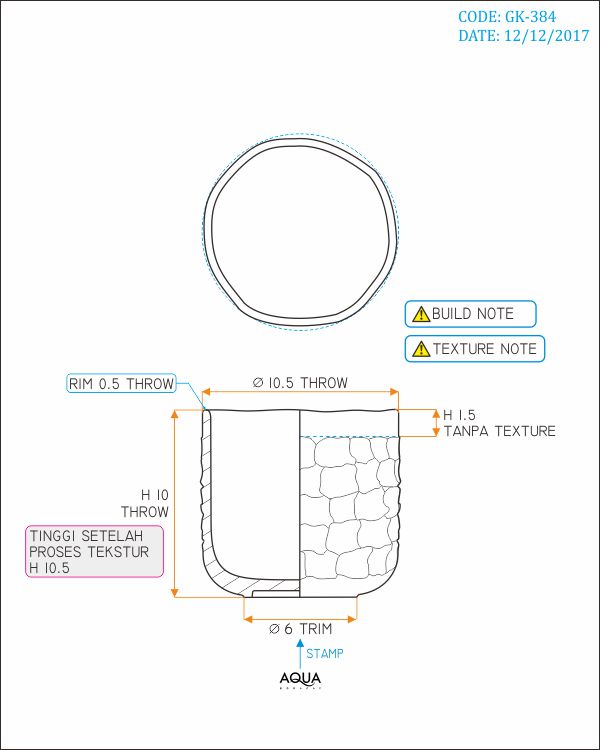 CODE: GK-384
DATE: 12/12/2017
BUILD NOTE
TEXTURE NOTE
RIM 0.5 THROW
Ø 10.5 THROW
H 1.5
TANPA TEXTURE
H 10
THROW
TINGGI SETELAH
PROSES TEKSTUR
H 10.5
Ø 6 TRIM
STAMP
AQUA